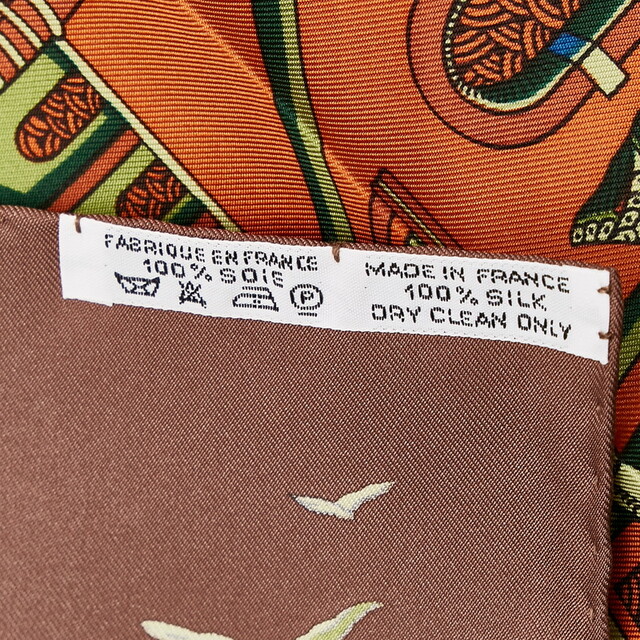 FABRIQUE EN FRANCE
100% SOIE
P
MADE IN FRANCE
100% SILK
DRY CLEAN ONLY